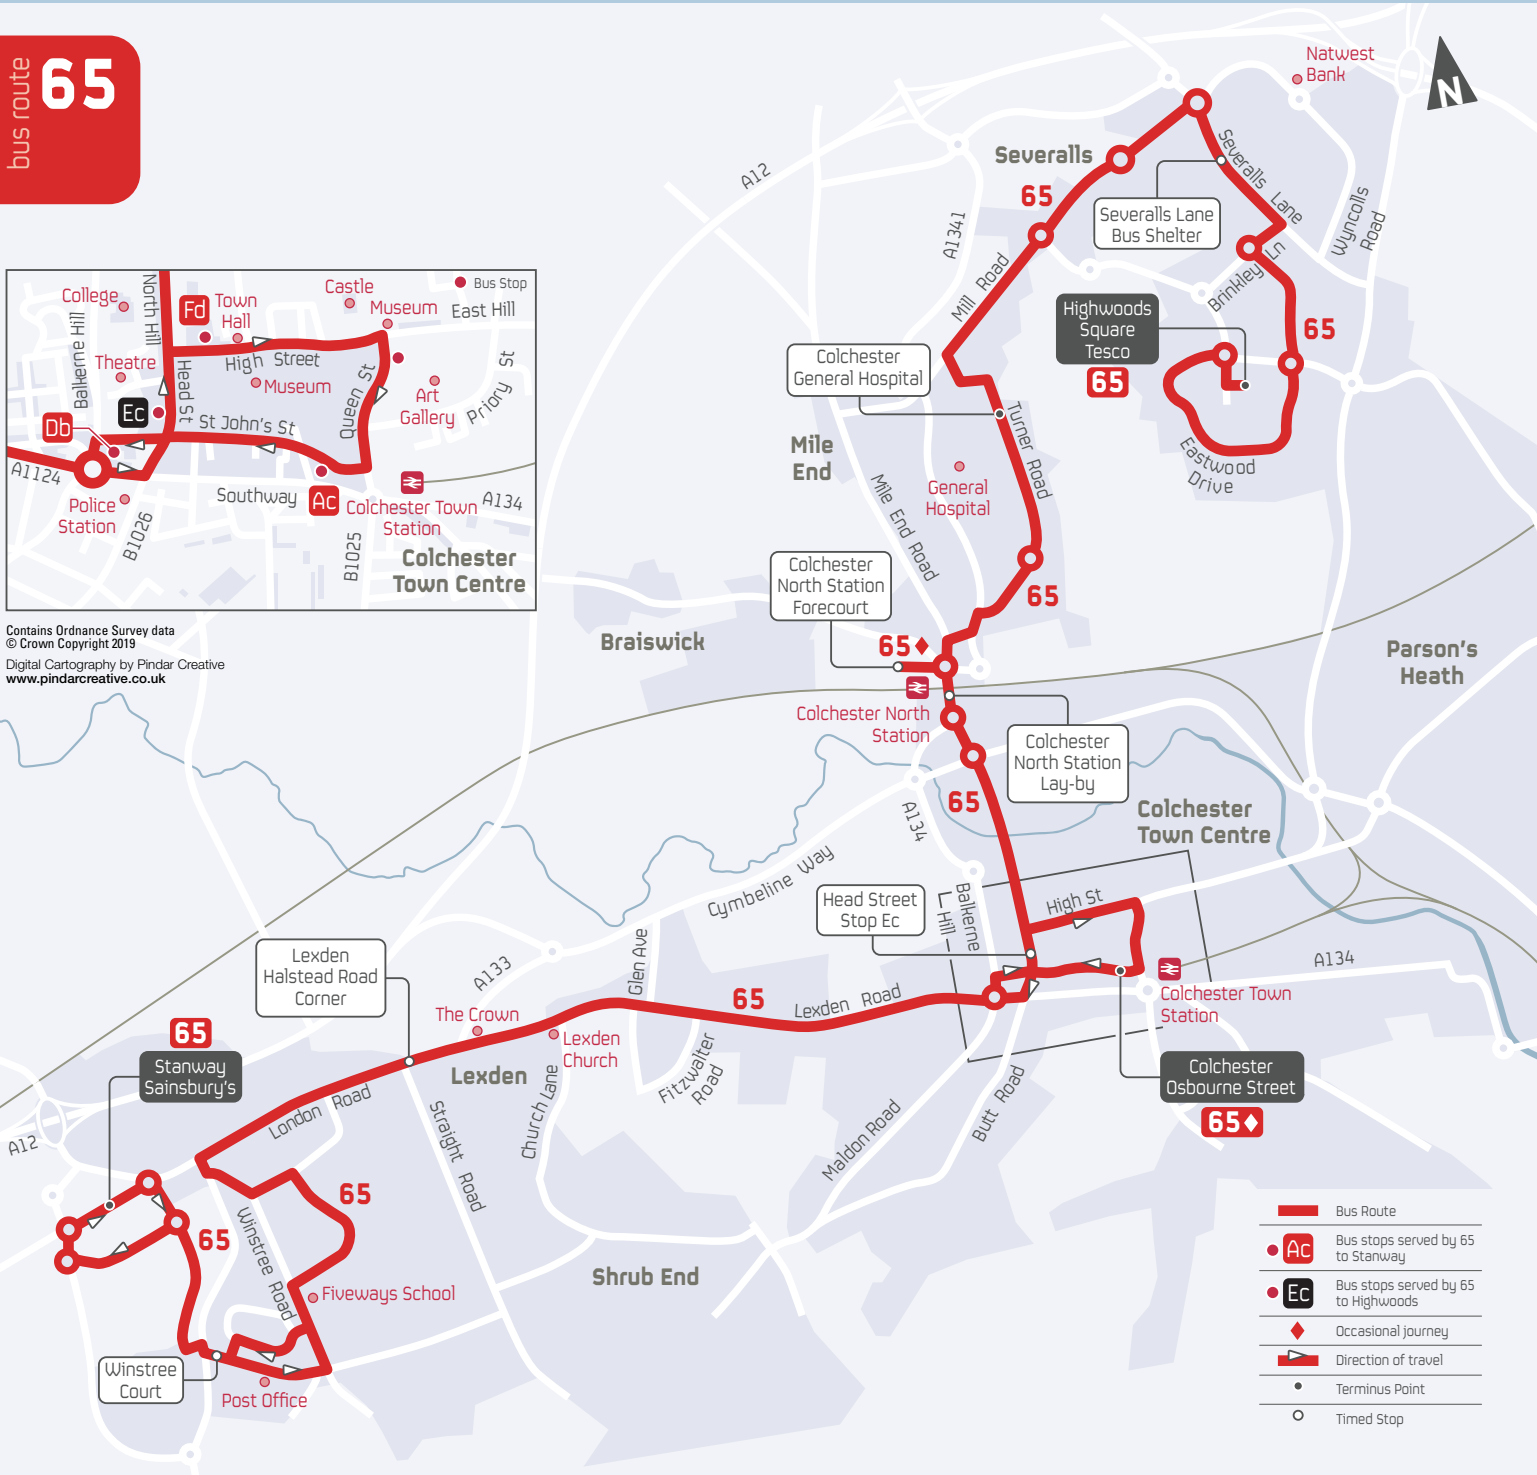 bus route
65
Natwest
Bank
N
Severalls
65
A12
A1341
Severalls Lane
Bus Shelter
Severalls Lane
Wyncolls
Road
Mill Road
Brinkley Ln
Highwoods
Square
Tesco
65
65
Eastwood
Drive
Colchester
General Hospital
Turner Road
Mile
End
General
Hospital
Mile End Road
Colchester
North Station
Forecourt
65
65
Braiswick
Parson's
Heath
Colchester North
Station
Colchester
North Station
Lay-by
65
A134
Colchester
Town Centre
Cymbeline Way
Head Street
Stop Ec
Balkerne
Hill
High St
A134
Colchester Town
Station
Colchester
Osbourne Street
65
Lexden
Halstead Road
Corner
A133
Glen Ave
65
Lexden Road
The Crown
Lexden
Church
Lexden
Fitzwalter
Road
Church Lane
Maldon Road
Butt Road
65
Stanway
Sainsbury's
A12
London Road
Straight Road
65
65
Winstree Road
Fiveways School
Shrub End
Winstree
Court
Post Office
College
North Hill
Fd
Town
Hall
Castle
Bus Stop
Museum
East Hill
Balkerne Hill
Theatre
Head St
High Street
Museum
Queen St
Art
Gallery
Priory St
Ec
Db
St John's St
A1124
Police
Station
B1026
Southway
Ac
Colchester Town
Station
A134
B1025
Colchester
Town Centre
Contains Ordnance Survey data
© Crown Copyright 2019
Digital Cartography by Pindar Creative
www.pindarcreative.co.uk
Bus Route
Ac
Bus stops served by 65
to Stanway
Ec
Bus stops served by 65
to Highwoods
Occasional journey
Direction of travel
Terminus Point
Timed Stop